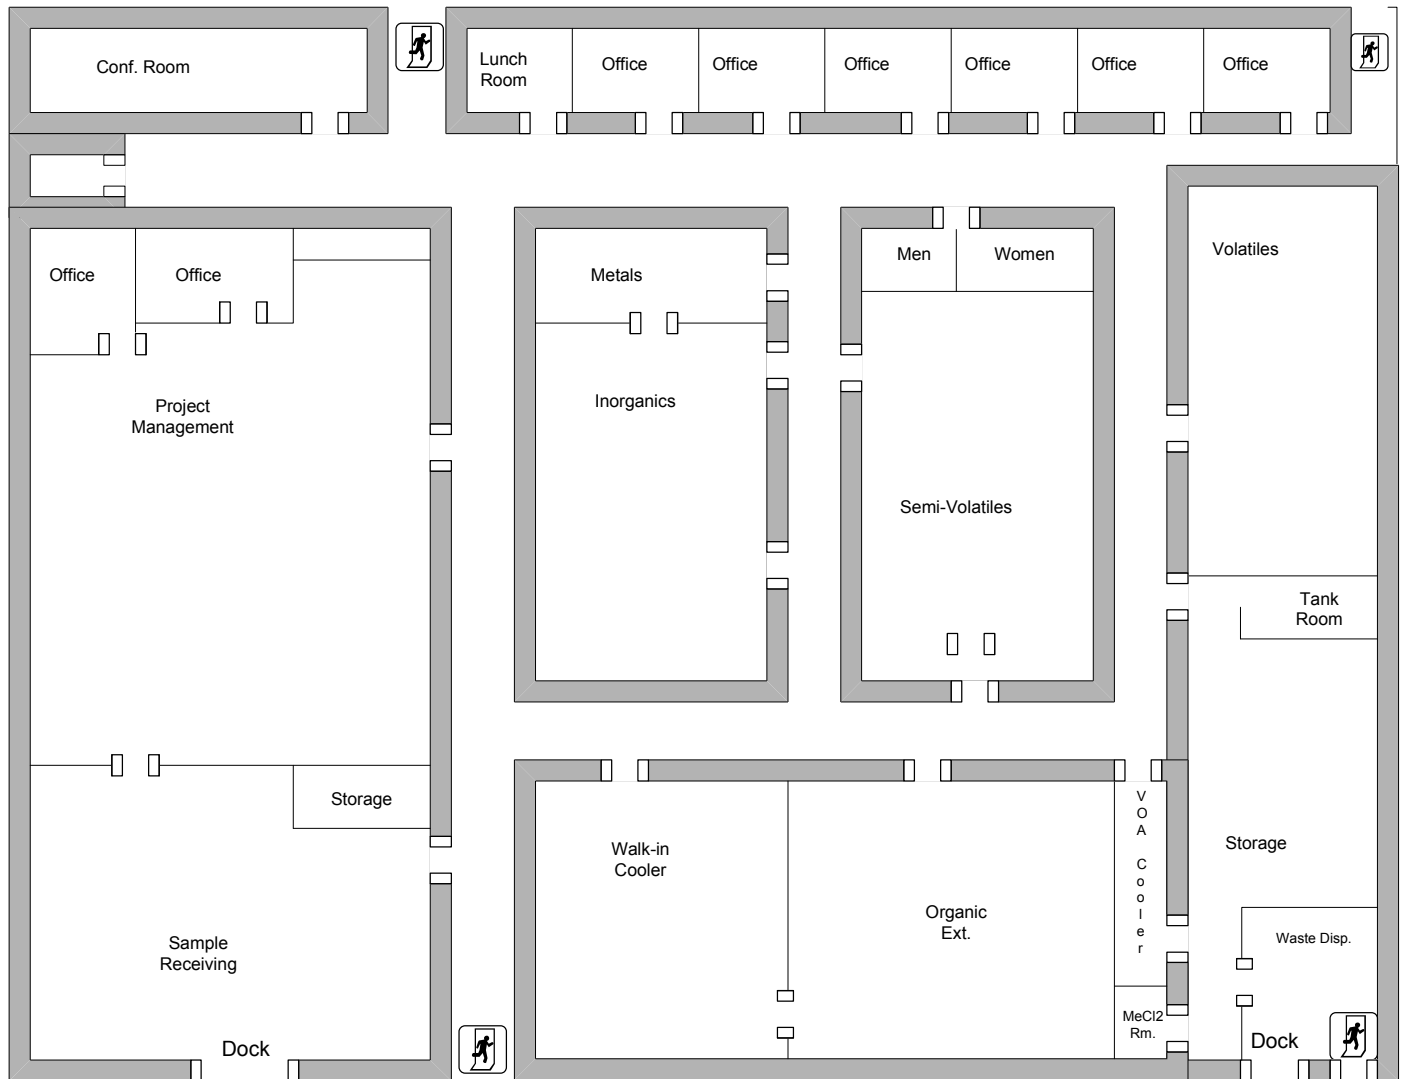 Conf. Room
Lunch
Room
Office
Office
Office
Office
Office
Office
Office
Office
Metals
Men
Women
Volatiles
Project
Management
Inorganics
Semi-Volatiles
Tank
Room
Storage
Walk-in
Cooler
VOA Cooler
Storage
Organic
Ext.
Waste Disp.
Sample
Receiving
MeCl2
Rm.
Dock
Dock